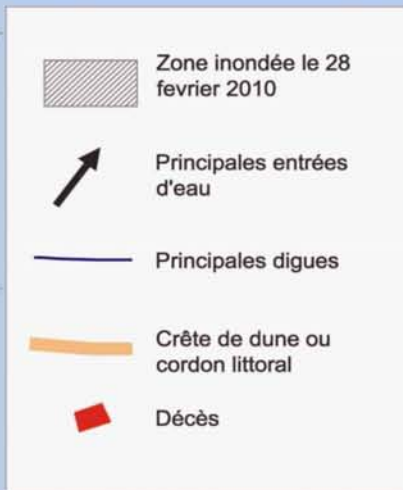 Zone inondée le 28
fevrier 2010
Principales entrées
d'eau
Principales digues
Crête de dune ou
cordon littoral
Décès